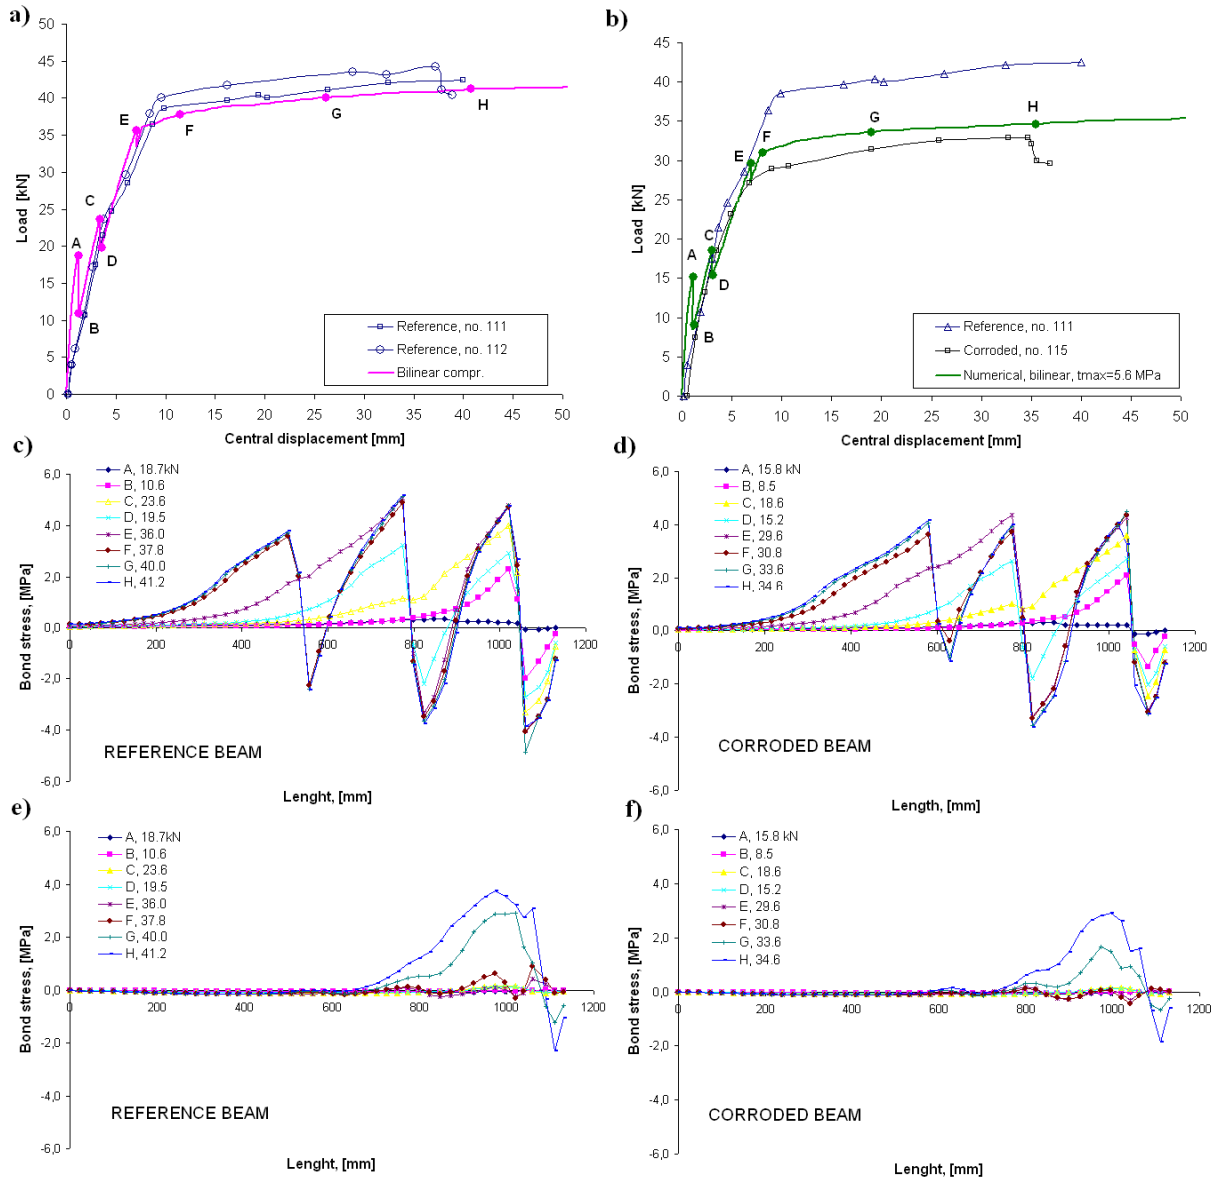 a)
50
45
40
35
30
25
20
15
10
5
0
Load [kN]
A
B
C
D
E
F
G
H
Reference, no. 111
Reference, no. 112
Bilinear compr.
0 5 10 15 20 25 30 35 40 45 50
Central displacement [mm]
b)
45
40
35
30
25
20
15
10
5
0
Load [kN]
A
B
C
D
E
F
G
H
Reference, no. 111
Corroded, no. 115
Numerical, bilinear, tmax=5.6 MPa
0 5 10 15 20 25 30 35 40 45 50
Central displacement [mm]
c)
6,0
4,0
2,0
0,0
-2,0
-4,0
-6,0
Bond stress, [MPa]
A, 18.7kN
B, 10.6
C, 23.6
D, 19.5
E, 36.0
F, 37.8
G, 40.0
H, 41.2
0 200 400 600 800 1000 1200
REFERENCE BEAM
Lenght, [mm]
d)
6,0
4,0
2,0
0,0
-2,0
-4,0
-6,0
Bond stress, [MPa]
A, 15.8 kN
B, 8.5
C, 18.6
D, 15.2
E, 29.6
F, 30.8
G, 33.6
H, 34.6
0 200 400 600 800 1000 1200
CORRODED BEAM
Length, [mm]
e)
6,0
4,0
2,0
0,0
-2,0
-4,0
-6,0
Bond stress, [MPa]
A, 18.7kN
B, 10.6
C, 23.6
D, 19.5
E, 36.0
F, 37.8
G, 40.0
H, 41.2
0 200 400 600 800 1000 1200
REFERENCE BEAM
Lenght, [mm]
f)
6,0
4,0
2,0
0,0
-2,0
-4,0
-6,0
Bond stress, [MPa]
A, 15.8 kN
B, 8.5
C, 18.6
D, 15.2
E, 29.6
F, 30.8
G, 33.6
H, 34.6
0 200 400 600 800 1000 1200
CORRODED BEAM
Length, [mm]